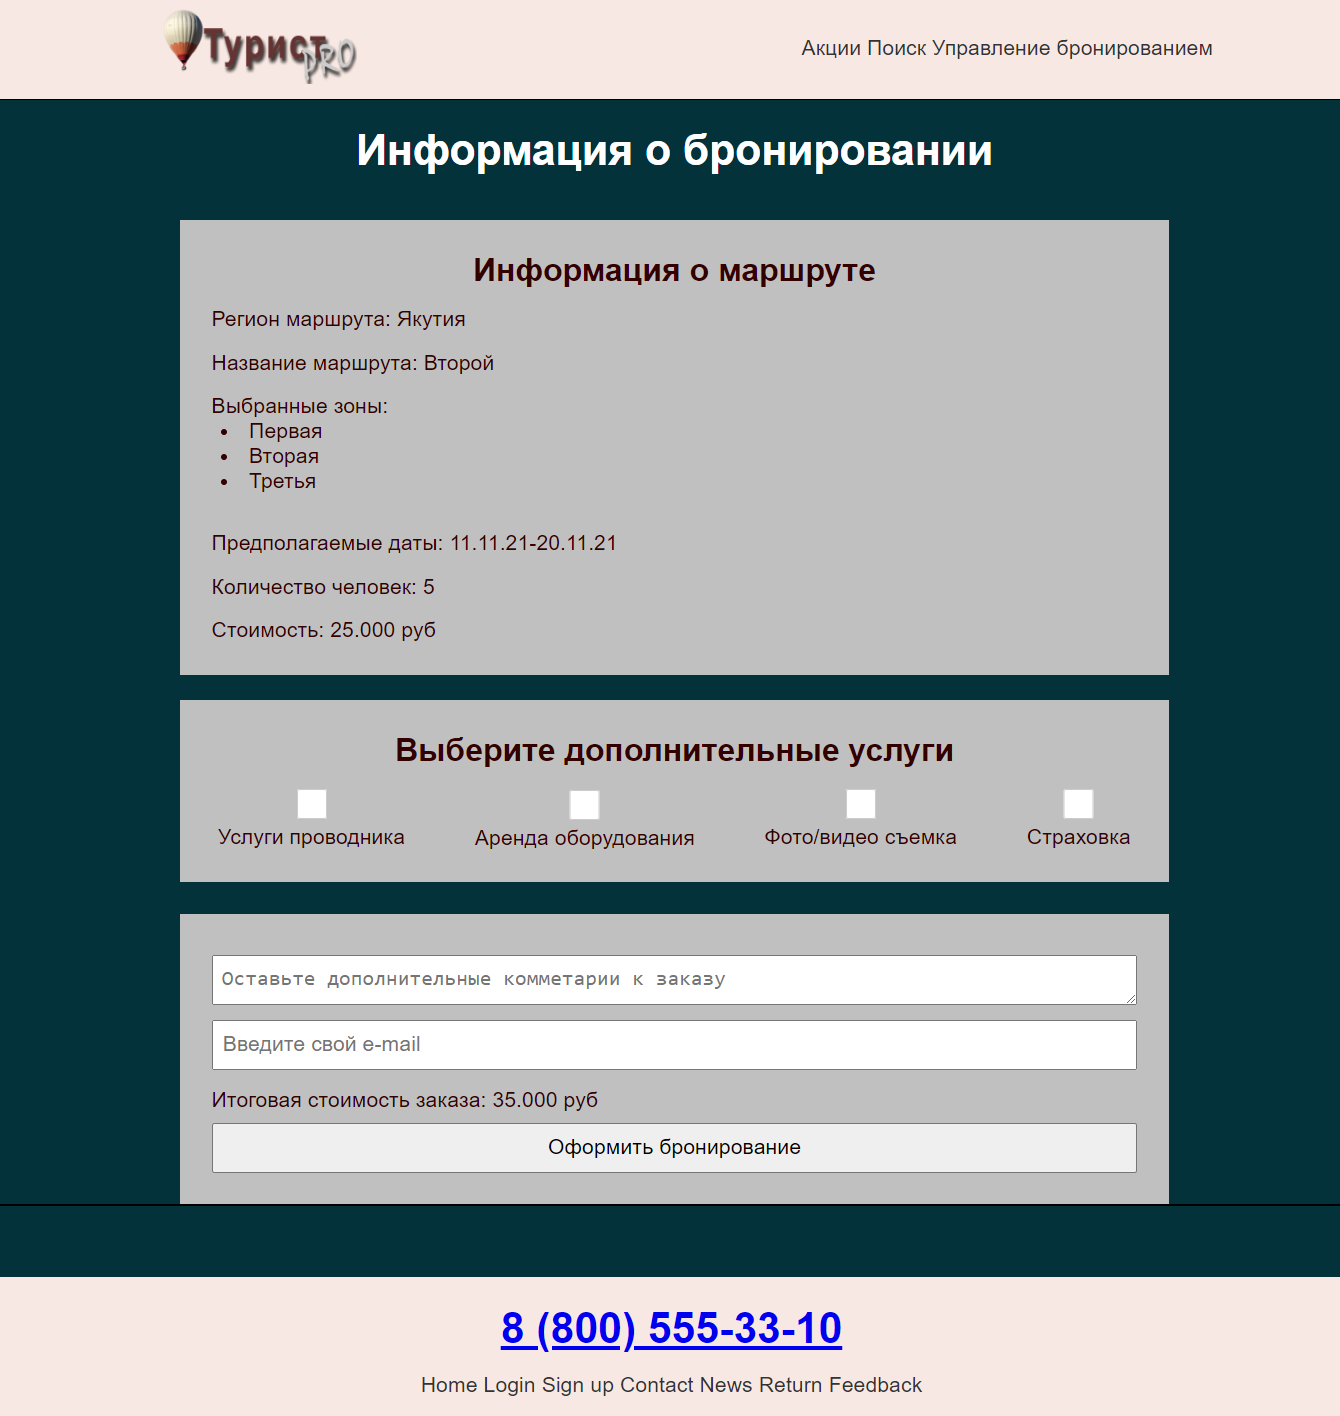 Турист PRO
Акции Поиск Управление бронированием
Информация о бронировании
Информация о маршруте
Регион маршрута: Якутия
Название маршрута: Второй
Выбранные зоны:
• Первая
• Вторая
• Третья
Предполагаемые даты: 11.11.21-20.11.21
Количество человек: 5
Стоимость: 25.000 руб
Выберите дополнительные услуги
Услуги проводника Аренда оборудования Фото/видео съемка Страховка
Оставьте дополнительные комметарии к заказу
Введите свой e-mail
Итоговая стоимость заказа: 35.000 руб
Оформить бронирование
8 (800) 555-33-10
Home Login Sign up Contact News Return Feedback